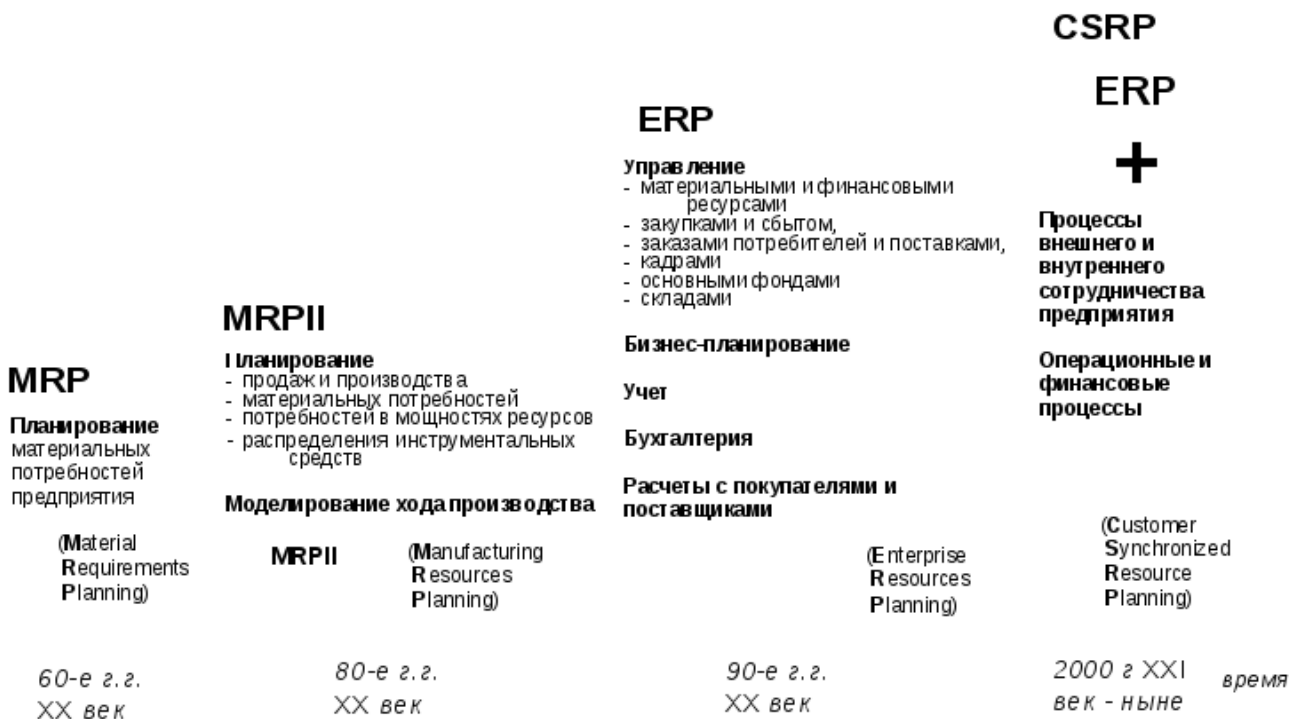 MRP
Планирование
материальных
потребностей
предприятия
(Material
Requirements
Planning)
60-е г.г.
XX век
MRPII
Планирование
- продаж и производства
- материальных потребностей
- потребностей в мощностях ресурсов
- распределения инструментальных
средств
Моделирование хода производства
MRPII
(Manufacturing
Resources
Planning)
80-е г.г.
XX век
ERP
Управление
- материальными и финансовыми
ресурсами
- закупками и сбытом,
- заказами потребителей и поставками,
- кадрами
- основными фондами
- складами
Бизнес-планирование
Учет
Бухгалтерия
Расчеты с покупателями и
поставщиками
(Enterprise
Resources
Planning)
90-е г.г.
XX век
CSRP
ERP
+
Процессы
внешнего и
внутреннего
сотрудничества
предприятия
Операционные и
финансовые
процессы
(Customer
Synchronized
Resource
Planning)
2000 г XXI
век - ныне
время